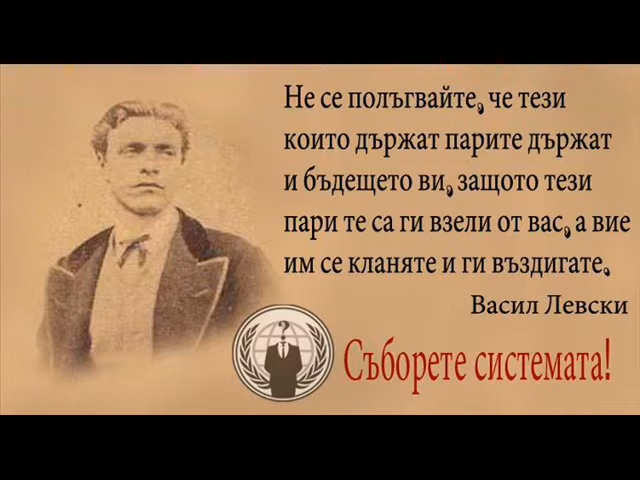 Не се полъгвайте, че тези
които държат парите държат
и бъдещето ви, защото тези
пари те са ги взели от вас, а вие
им се кланяте и ги въздигате.
Васил Левски
Съборете системата!